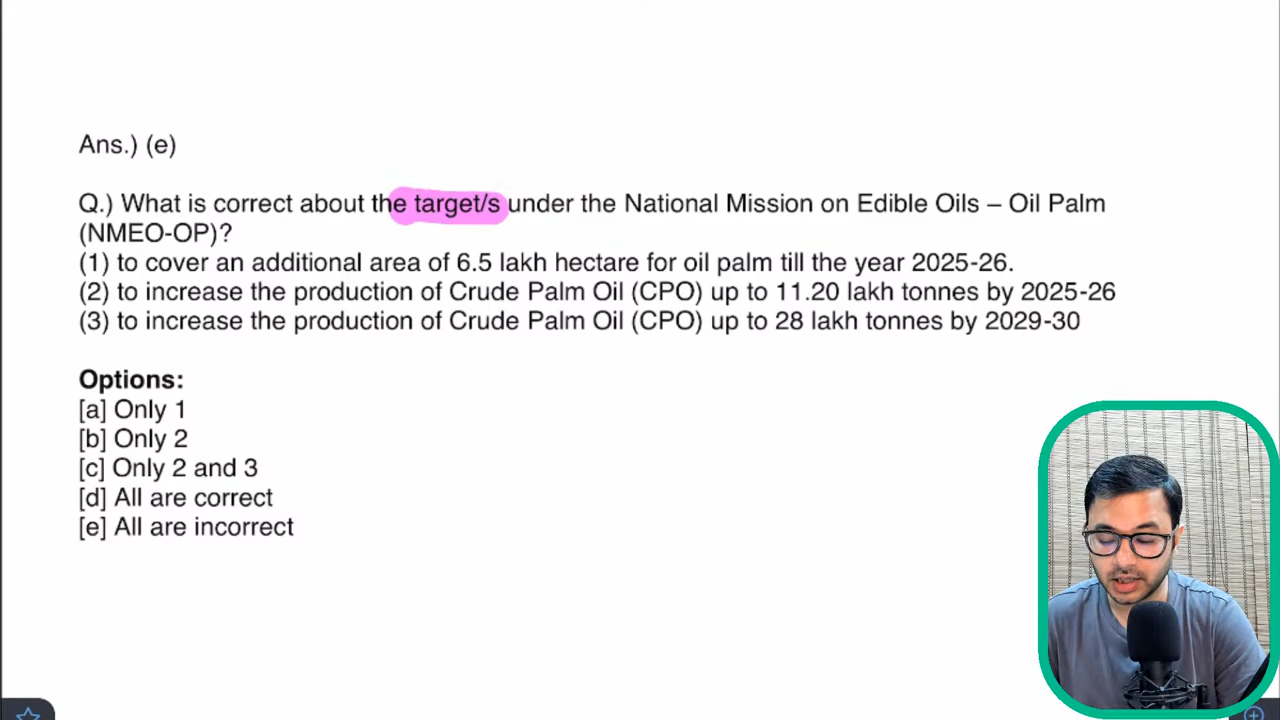 Ans.) (e)
Q.) What is correct about the target/s under the National Mission on Edible Oils – Oil Palm
(NMEO-OP)?
(1) to cover an additional area of 6.5 lakh hectare for oil palm till the year 2025-26.
(2) to increase the production of Crude Palm Oil (CPO) up to 11.20 lakh tonnes by 2025-26
(3) to increase the production of Crude Palm Oil (CPO) up to 28 lakh tonnes by 2029-30
Options:
[a] Only 1
[b] Only 2
[c] Only 2 and 3
[d] All are correct
[e] All are incorrect